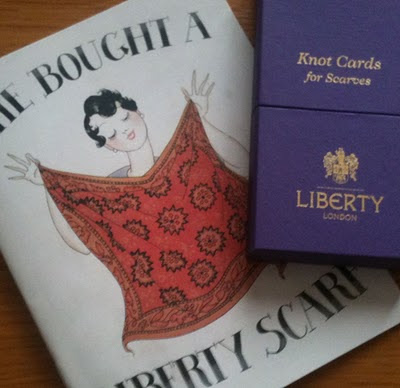 HE BOUGHT A
IBERTY SCARF
Knot Cards
for Scarves
LIBERTY
LONDON